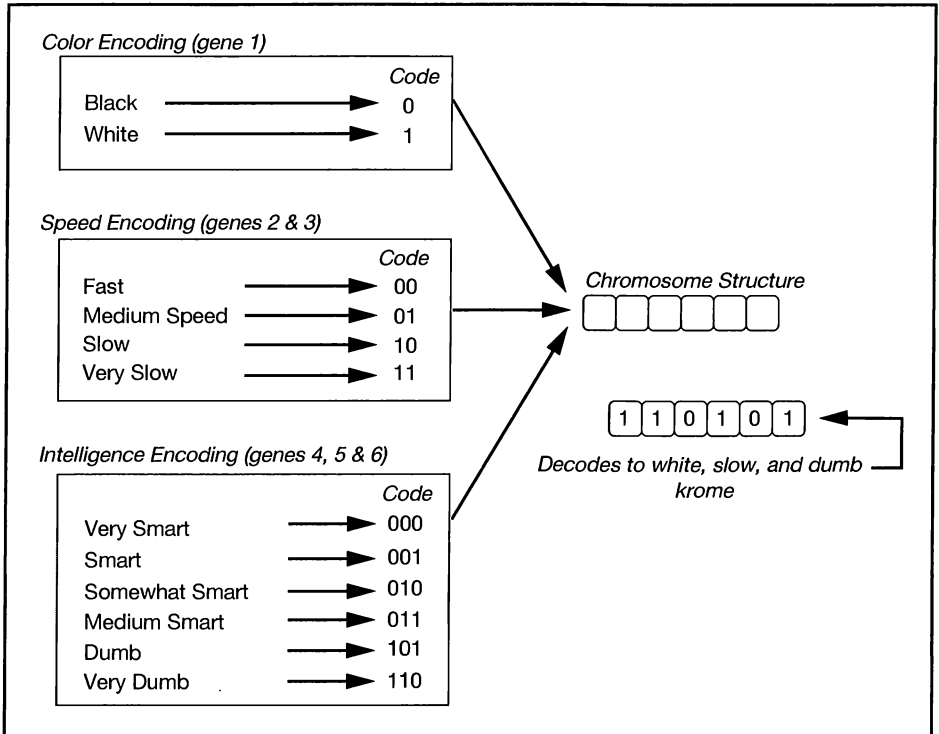 Color Encoding (gene 1)
Code
Black 0
White 1
Speed Encoding (genes 2 & 3)
Code
Fast 00
Medium Speed 01
Slow 10
Very Slow 11
Chromosome Structure
1 1 0 1 0 1
Decodes to white, slow, and dumb
krome
Intelligence Encoding (genes 4, 5 & 6)
Code
Very Smart 000
Smart 001
Somewhat Smart 010
Medium Smart 011
Dumb 101
Very Dumb 110